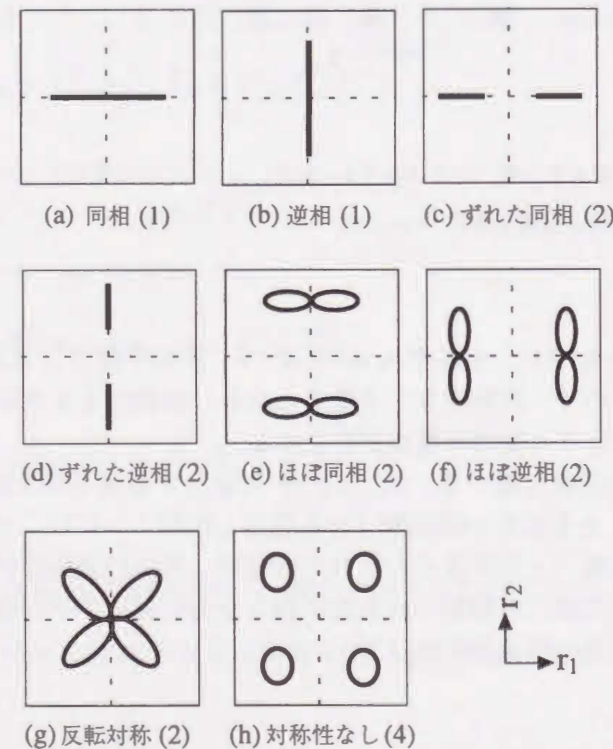 (a) 同相 (1)
(b) 逆相 (1)
(c) ずれた同相 (2)
(d) ずれた逆相 (2)
(e) ほぼ同相 (2)
(f) ほぼ逆相 (2)
r2
r1
(g) 反転対称 (2)
(h) 対称性なし (4)